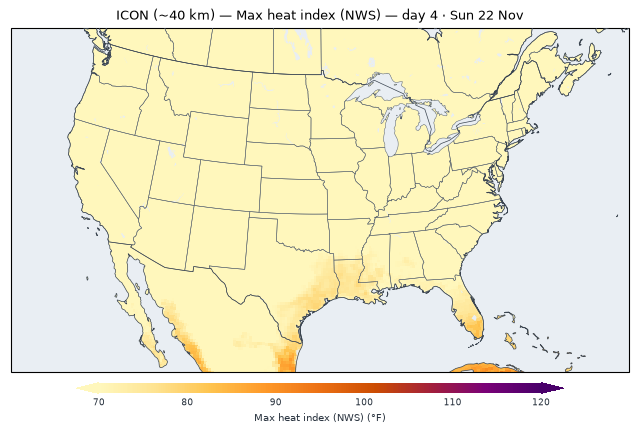 ICON (~40 km) — Max heat index (NWS) — day 4 · Sun 22 Nov
70 80 90 100 110 120
Max heat index (NWS) (°F)